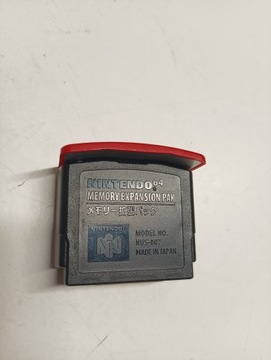 NINTENDO64
MEMORY EXPANSION PAK
メモリー拡張パック
NINTENDO64
MODEL NO.
NUS-007
MADE IN JAPAN